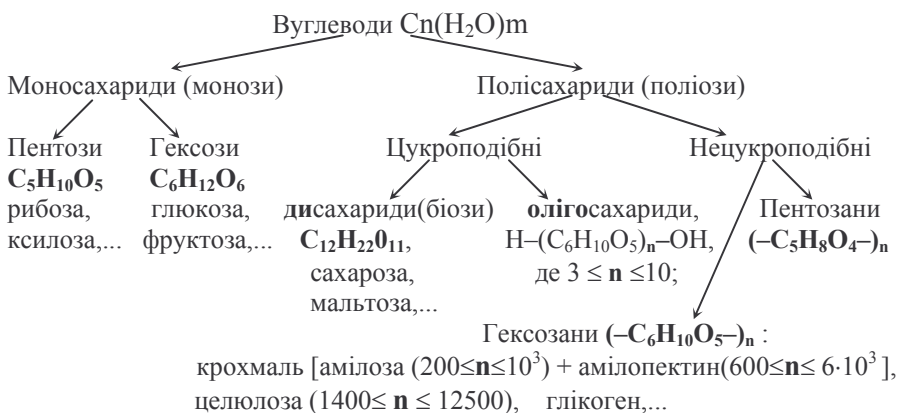 Вуглеводи Cn(H₂O)m
Моносахариди (монози) Полісахариди (поліози)
Пентози Гексози Цукроподібні Нецукроподібні
C₅H₁₀O₅ C₆H₁₂O₆
рибоза, глюкоза, дисахариди(біози) олігосахариди, Пентозани
ксилоза,... фруктоза,... C₁₂H₂₂0₁₁, H–(C₆H₁₀O₅)ₙ–OH, (–C₅H₈O₄–)ₙ
сахароза, де 3 ≤ n ≤10;
мальтоза,...
Гексозани (–C₆H₁₀O₅–)ₙ :
крохмаль [амілоза (200≤n≤10³) + амілопектин(600≤n≤ 6·10³ ],
целюлоза (1400≤ n ≤ 12500), глікоген,...